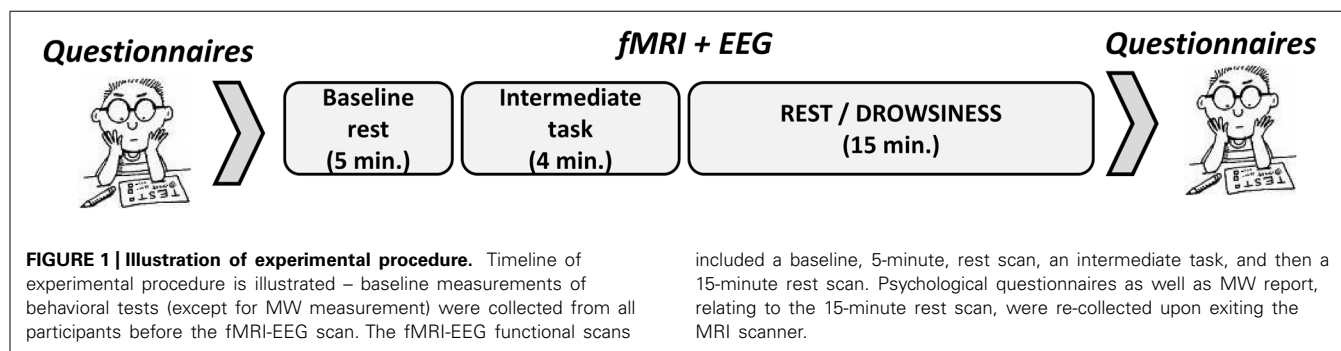 Questionnaires
fMRI + EEG
Questionnaires
Baseline
rest
(5 min.)
Intermediate
task
(4 min.)
REST / DROWSINESS
(15 min.)
TEST
TEST
FIGURE 1 | Illustration of experimental procedure. Timeline of
experimental procedure is illustrated – baseline measurements of
behavioral tests (except for MW measurement) were collected from all
participants before the fMRI-EEG scan. The fMRI-EEG functional scans
included a baseline, 5-minute, rest scan, an intermediate task, and then a
15-minute rest scan. Psychological questionnaires as well as MW report,
relating to the 15-minute rest scan, were re-collected upon exiting the
MRI scanner.